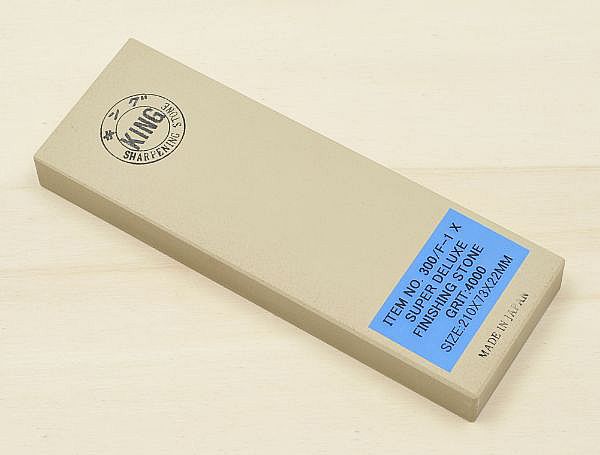 キング
KING
SHARPENING STONE
ITEM NO. 300/F-1 X
SUPER DELUXE
FINISHING STONE
GRIT:4000
SIZE:210X73X22MM
MADE IN JAPAN